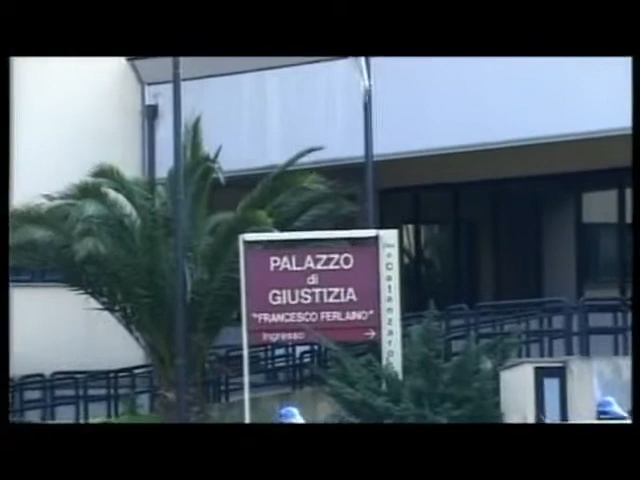 PALAZZO
di
GIUSTIZIA
"FRANCESCO FERLAINO"
Ingresso
Catanzaro